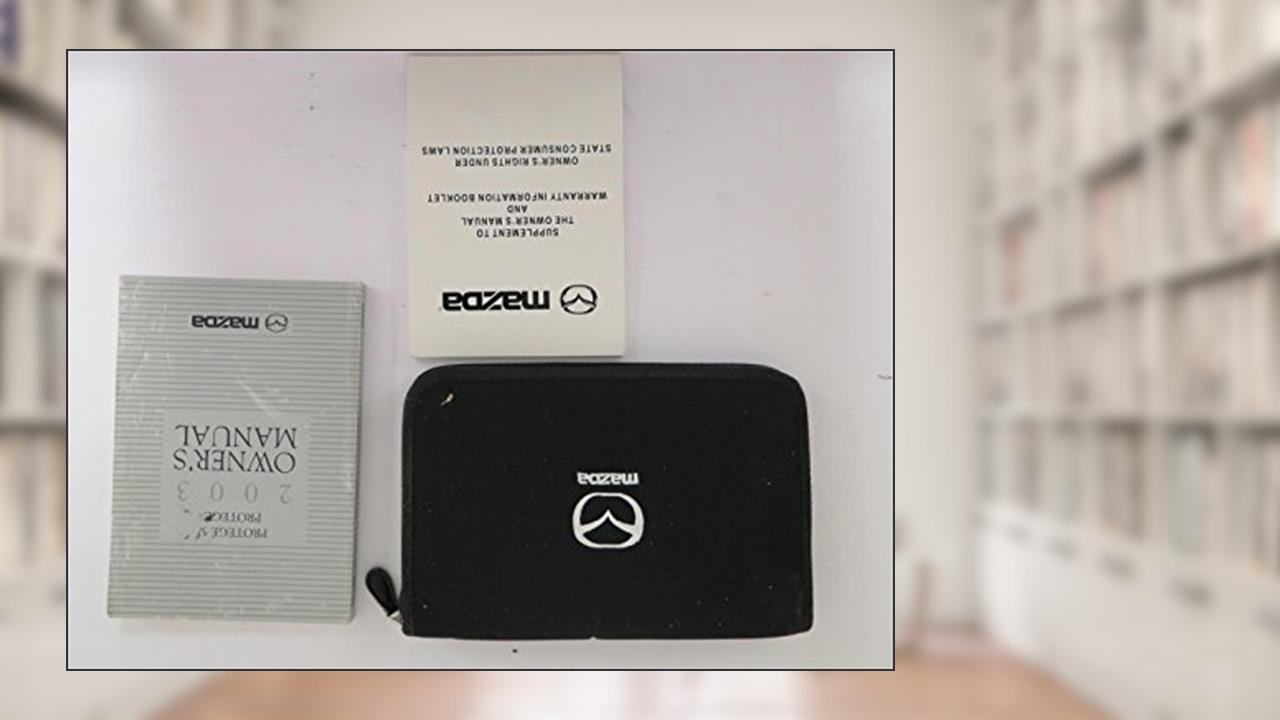 mazda
SUPPLEMENT TO
THE OWNER'S MANUAL
AND
WARRANTY INFORMATION BOOKLET
OWNER'S RIGHTS UNDER
STATE CONSUMER PROTECTION LAWS
PROTEGÉ
PROTEGÉ
2003
OWNER'S
MANUAL
mazda
mazda